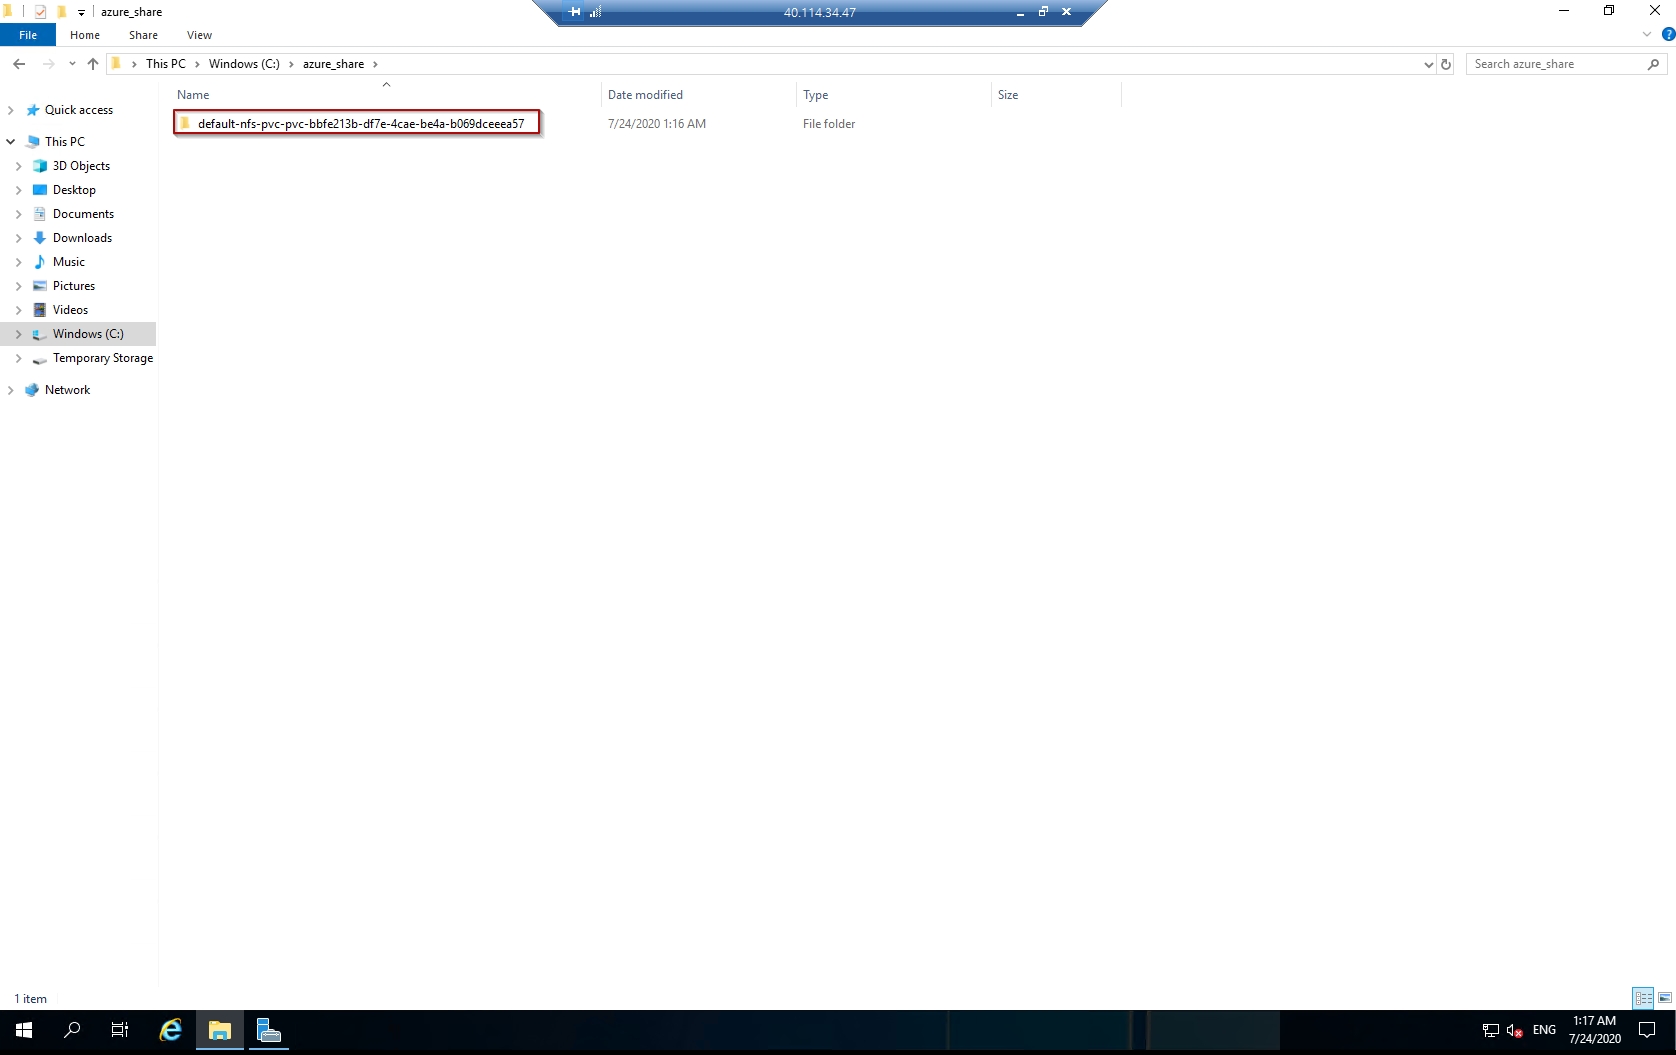 azure_share
40.114.34.47
File Home Share View
This PC Windows (C:) azure_share
Search azure_share
Name Date modified Type Size
default-nfs-pvc-pvc-bbfe213b-df7e-4cae-be4a-b069dceeea57 7/24/2020 1:16 AM File folder
Quick access
This PC
3D Objects
Desktop
Documents
Downloads
Music
Pictures
Videos
Windows (C:)
Temporary Storage
Network
1 item
ENG
1:17 AM
7/24/2020